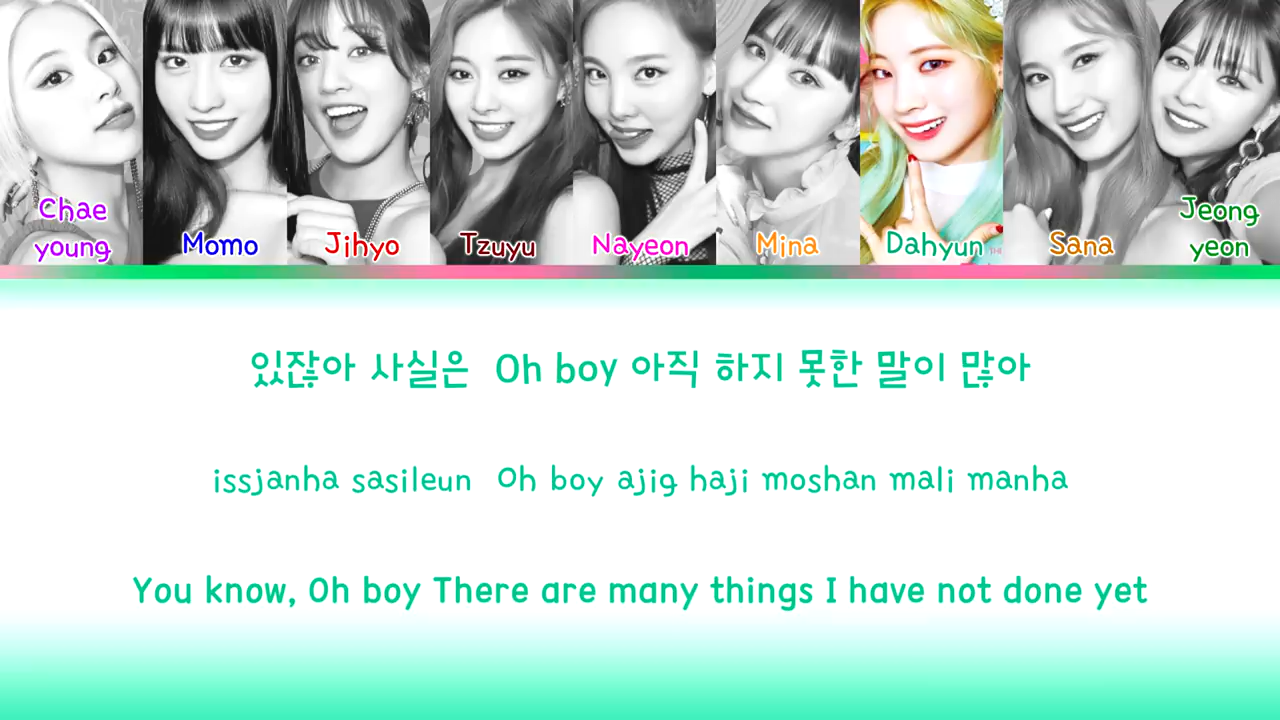 Chae
young
Momo
Jihyo
Tzuyu
Nayeon
Mina
Dahyun
Sana
Jeong
yeon
있잖아 사실은 Oh boy 아직 하지 못한 말이 많아
issjanha sasileun Oh boy ajig haji moshan mali manha
You know, Oh boy There are many things I have not done yet